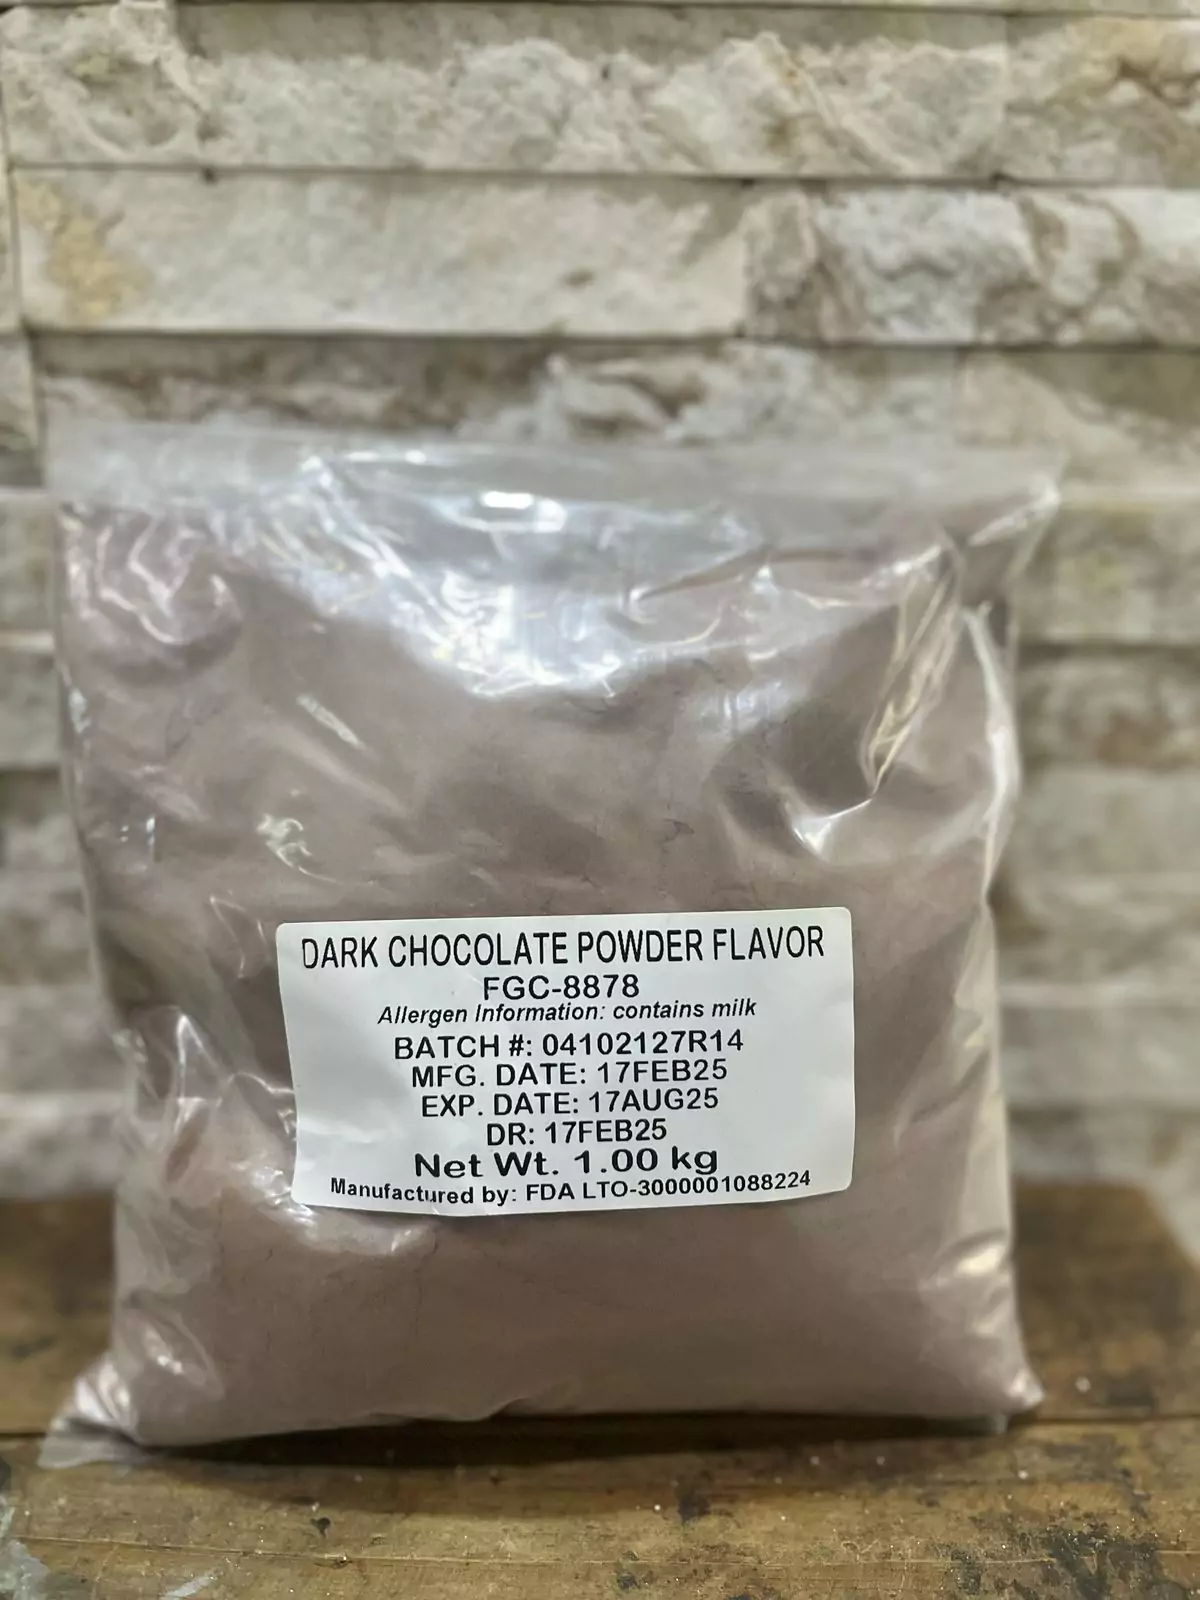 DARK CHOCOLATE POWDER FLAVOR
FGC-8878
Allergen Information: contains milk
BATCH #: 04102127R14
MFG. DATE: 17FEB25
EXP. DATE: 17AUG25
DR: 17FEB25
Net Wt. 1.00 kg
Manufactured by: FDA LTO-3000001088224